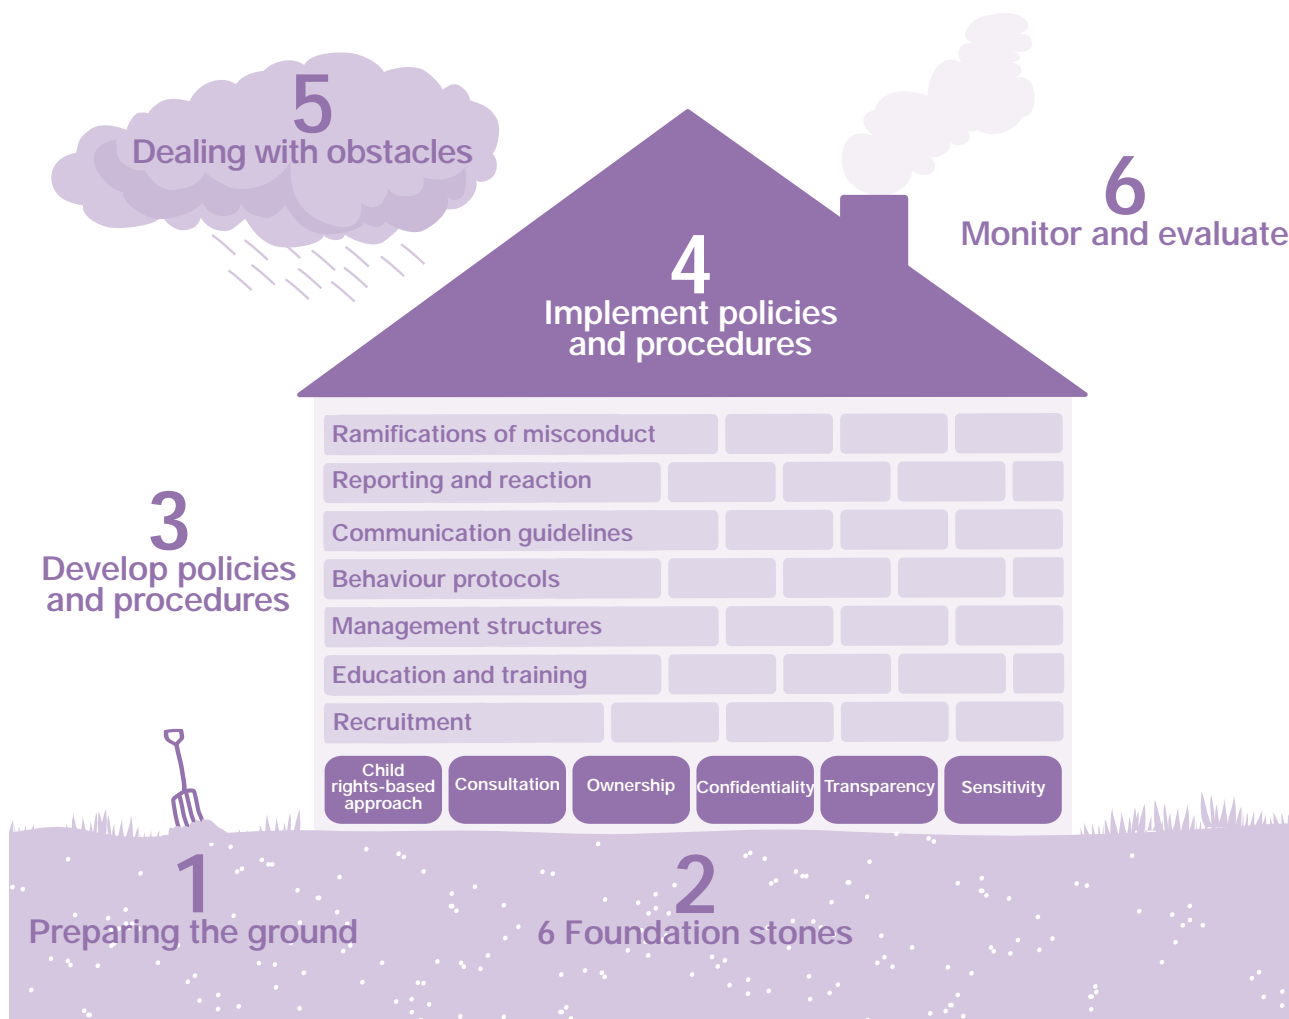 5
Dealing with obstacles
6
Monitor and evaluate
4
Implement policies
and procedures
3
Develop policies
and procedures
Ramifications of misconduct
Reporting and reaction
Communication guidelines
Behaviour protocols
Management structures
Education and training
Recruitment
Child
rights-based
approach
Consultation
Ownership
Confidentiality
Transparency
Sensitivity
1
Preparing the ground
2
6 Foundation stones